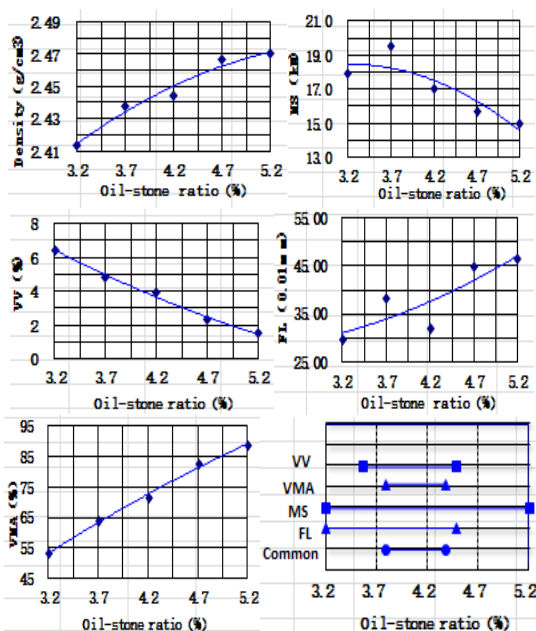 2.49
2.47
2.45
2.43
2.41
Density (g/cm3)
3.2 3.7 4.2 4.7 5.2
Oil-stone ratio (%)
21.0
19.0
17.0
15.0
13.0
MS (km)
3.2 3.7 4.2 4.7 5.2
Oil-stone ratio (%)
8
6
4
2
0
VV (%)
3.2 3.7 4.2 4.7 5.2
Oil-stone ratio (%)
55.00
45.00
35.00
25.00
FL (0.01mm)
3.2 3.7 4.2 4.7 5.2
Oil-stone ratio (%)
95
85
75
65
55
45
VMA (%)
3.2 3.7 4.2 4.7 5.2
Oil-stone ratio (%)
VV
VMA
MS
FL
Common
3.2 3.7 4.2 4.7 5.2
Oil-stone ratio (%)